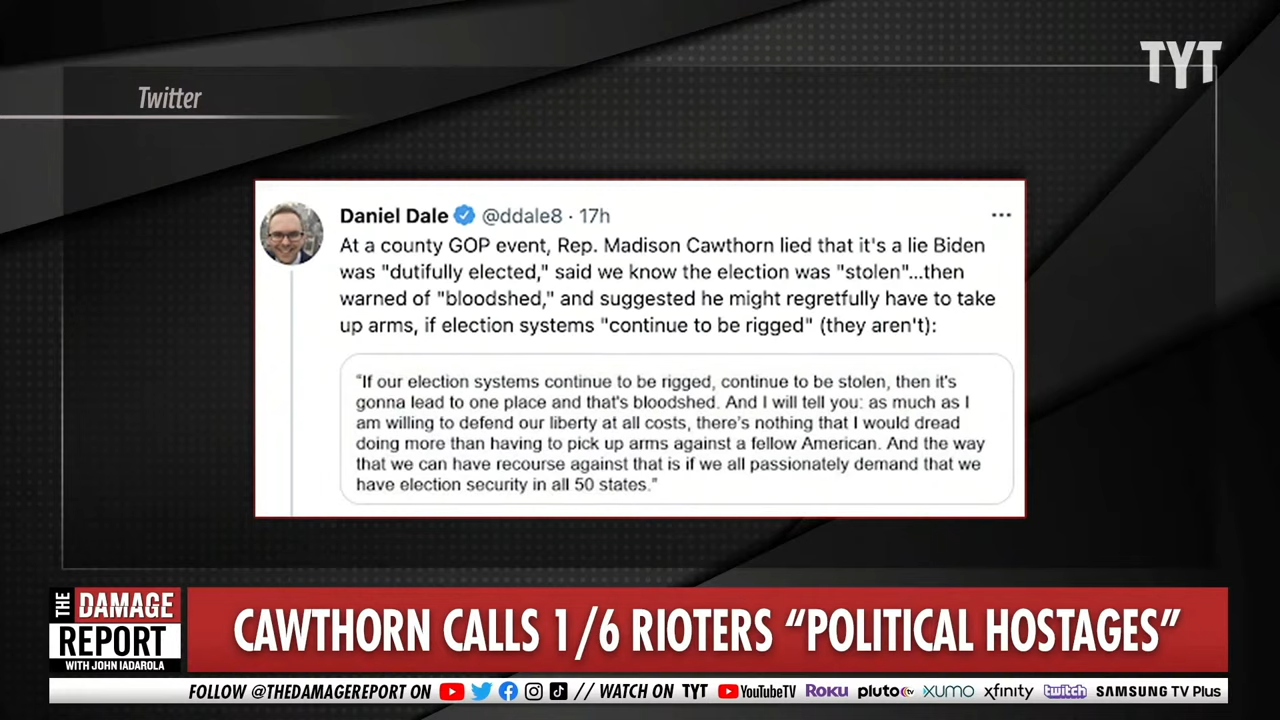 TYT
Twitter
Daniel Dale @ddale8 · 17h
At a county GOP event, Rep. Madison Cawthorn lied that it's a lie Biden
was "dutifully elected," said we know the election was "stolen"...then
warned of "bloodshed," and suggested he might regretfully have to take
up arms, if election systems "continue to be rigged" (they aren't):
“If our election systems continue to be rigged, continue to be stolen, then it's
gonna lead to one place and that's bloodshed. And I will tell you: as much as I
am willing to defend our liberty at all costs, there's nothing that I would dread
doing more than having to pick up arms against a fellow American. And the way
that we can have recourse against that is if we all passionately demand that we
have election security in all 50 states.”
THE DAMAGE
REPORT
WITH JOHN IADAROLA
CAWTHORN CALLS 1/6 RIOTERS “POLITICAL HOSTAGES”
FOLLOW @THEDAMAGEREPORT ON // WATCH ON TYT YouTubeTV ROKU pluto tv XUMO xfinity twitch SAMSUNG TV Plus